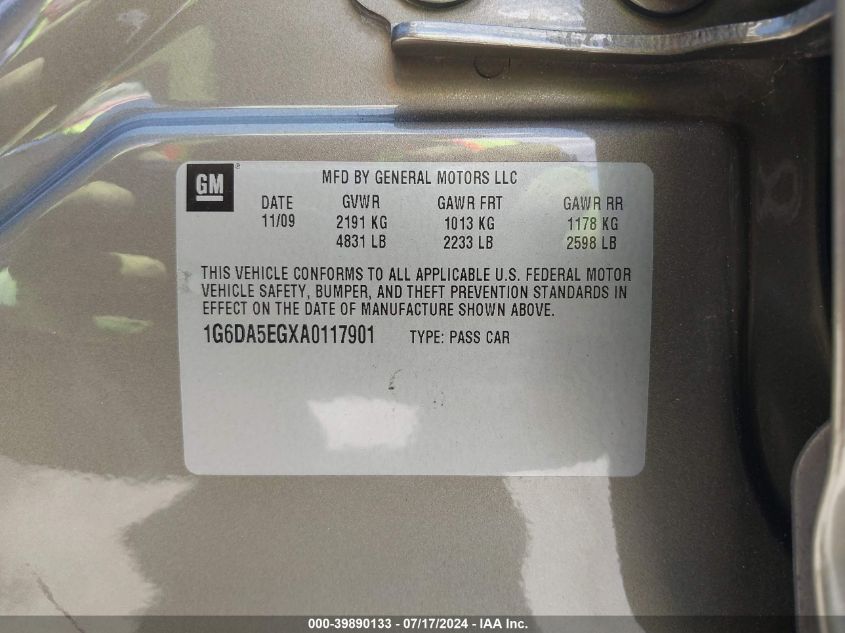 GM®
MFD BY GENERAL MOTORS LLC
DATE GVWR GAWR FRT GAWR RR
11/09 2191 KG 1013 KG 1178 KG
4831 LB 2233 LB 2598 LB
THIS VEHICLE CONFORMS TO ALL APPLICABLE U.S. FEDERAL MOTOR
VEHICLE SAFETY, BUMPER, AND THEFT PREVENTION STANDARDS IN
EFFECT ON THE DATE OF MANUFACTURE SHOWN ABOVE.
1G6DA5EGXA0117901 TYPE: PASS CAR
000-39890133 - 07/17/2024 - IAA Inc.